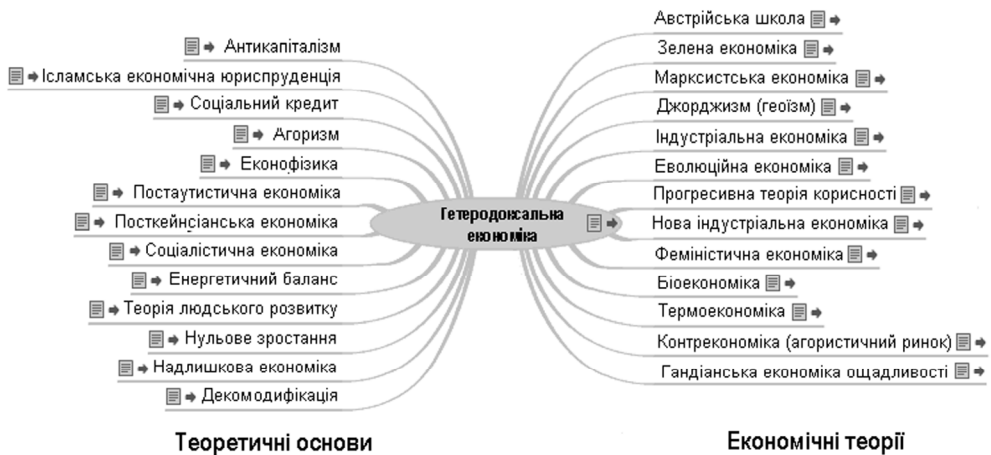 Антикапіталізм
Ісламська економічна юриспруденція
Соціальний кредит
Агоризм
Еконофізика
Постаутистична економіка
Посткейнсіанська економіка
Соціалістична економіка
Енергетичний баланс
Теорія людського розвитку
Нульове зростання
Надлишкова економіка
Декомодифікація
Теоретичні основи
Гетеродоксальна
економіка
Австрійська школа
Зелена економіка
Марксистська економіка
Джорджизм (геоїзм)
Індустріальна економіка
Еволюційна економіка
Прогресивна теорія корисності
Нова індустріальна економіка
Феміністична економіка
Біоекономіка
Термоекономіка
Контрекономіка (агористичний ринок)
Гандіанська економіка ощадливості
Економічні теорії